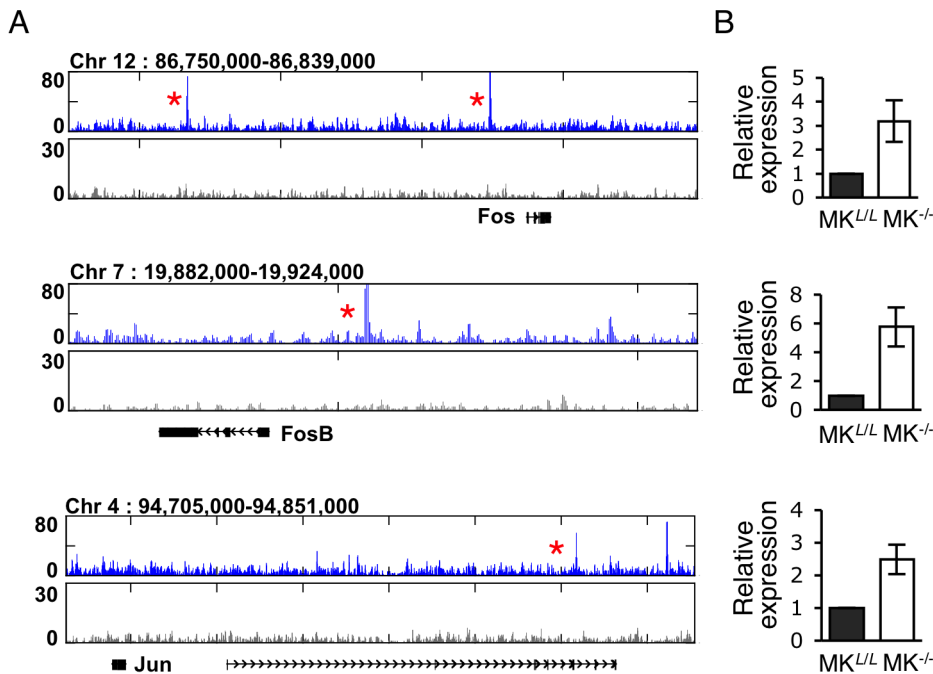 A
B
Chr 12 : 86,750,000-86,839,000
80
*
*
0
30
0
Fos
Relative
expression
5
4
3
2
1
0
MKL/L MK-/-
Chr 7 : 19,882,000-19,924,000
80
*
0
30
0
FosB
Relative
expression
8
6
4
2
0
MKL/L MK-/-
Chr 4 : 94,705,000-94,851,000
80
*
0
30
0
Jun
Relative
expression
4
3
2
1
0
MKL/L MK-/-